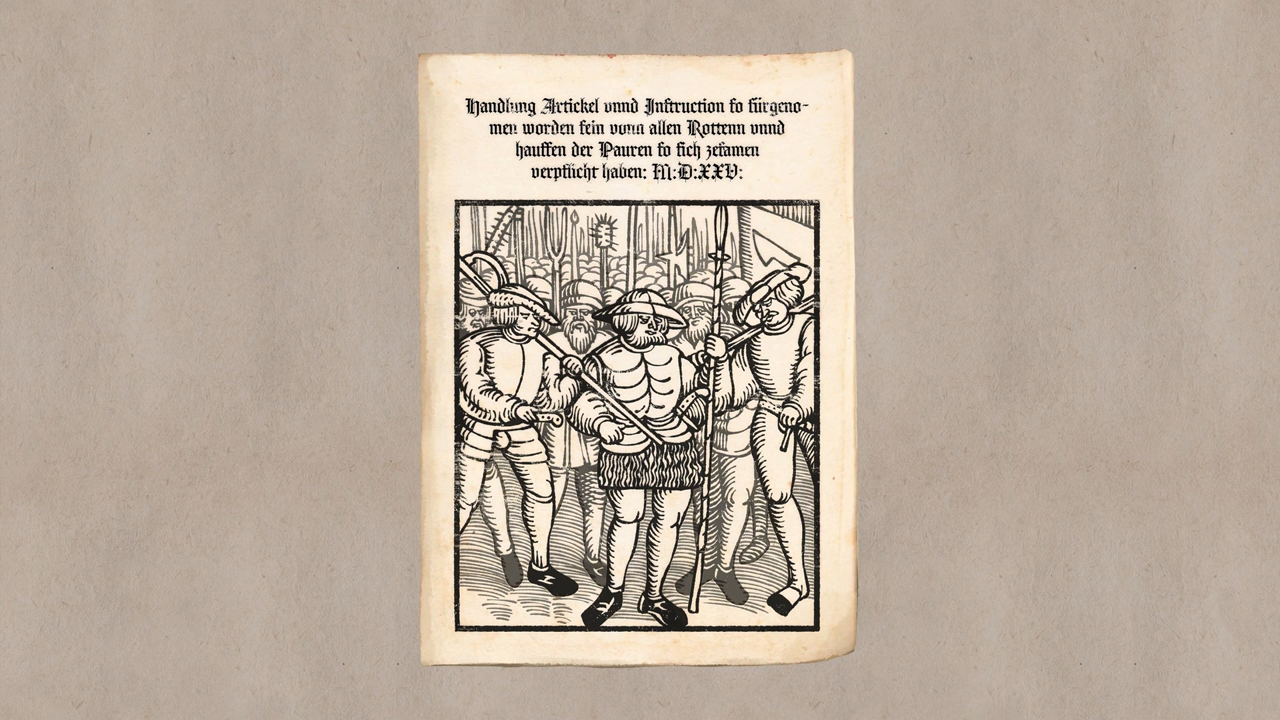 Handlung Artickel vnnd Instruction so fürgeno-
men worden sein vonn allen Rottenn vnnd
hauffen der Pauren so sich zesamen
verpflicht haben: M:D:XXV: